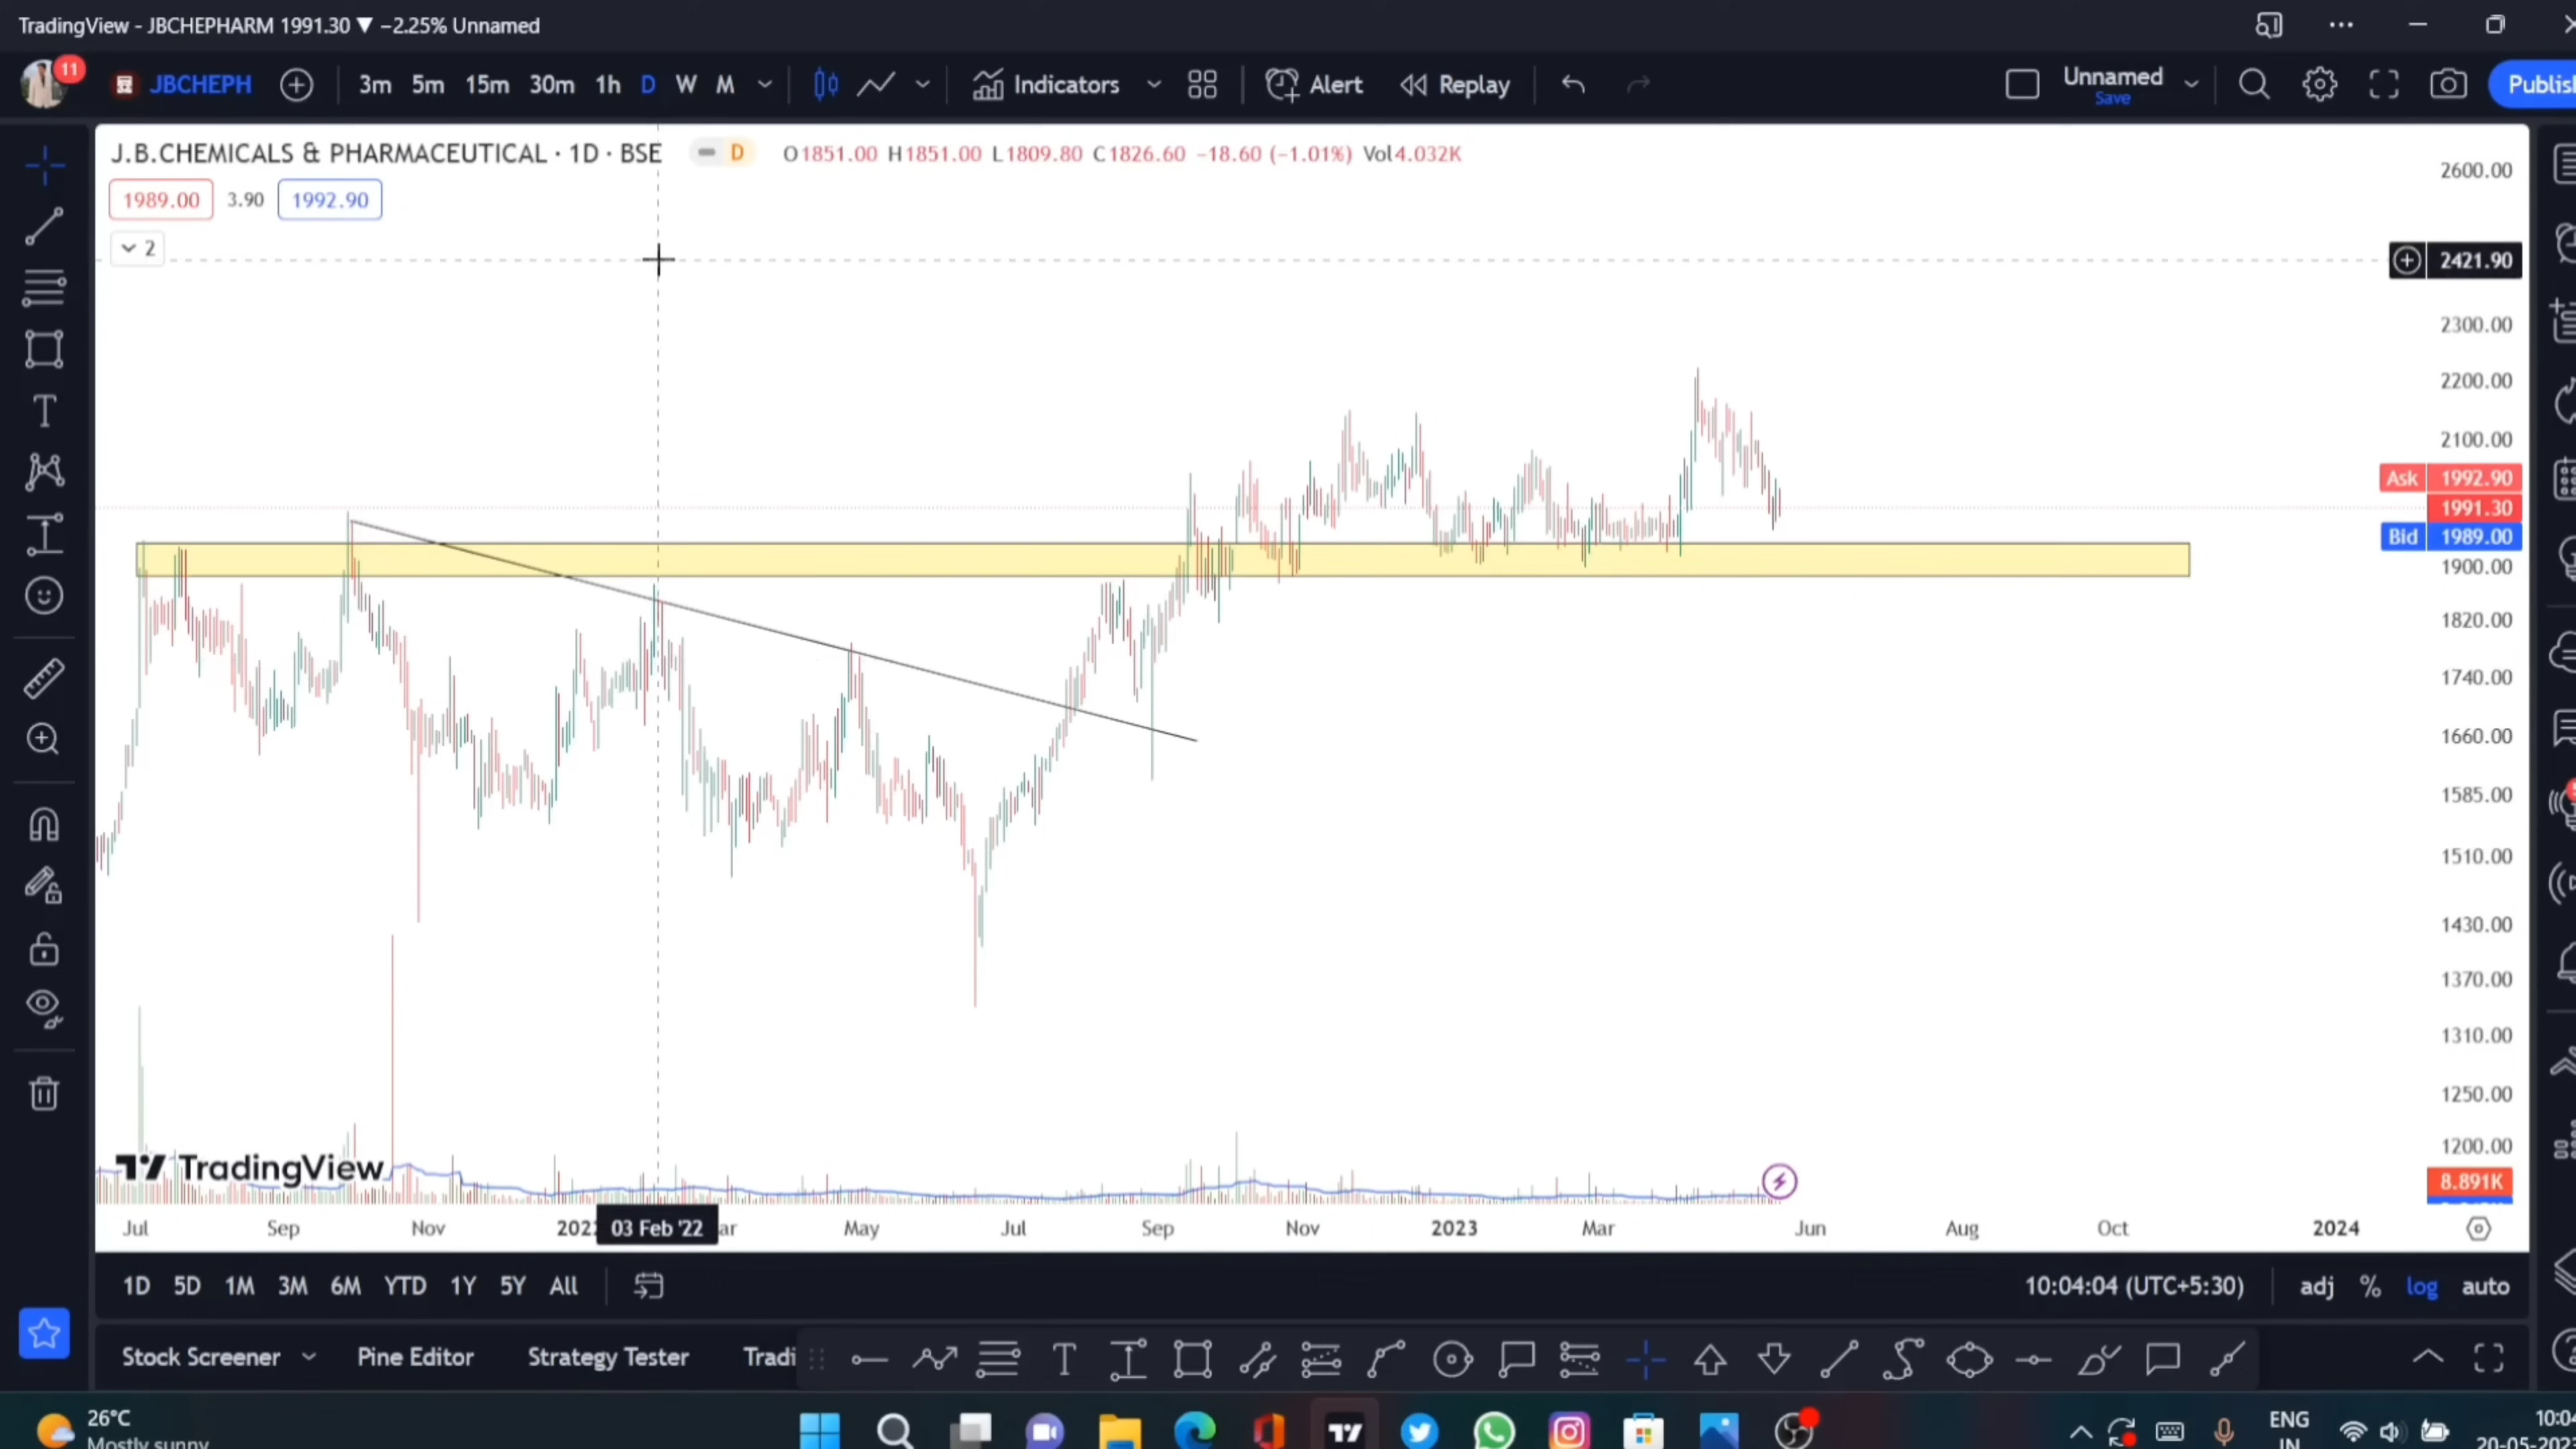 TradingView - JBCHEPHARM 1991.30 ▼ −2.25% Unnamed
11 JBCHEPH 3m 5m 15m 30m 1h D W M Indicators Alert Replay Unnamed
Save
J.B.CHEMICALS & PHARMACEUTICAL · 1D · BSE D O1851.00 H1851.00 L1809.80 C1826.60 −18.60 (−1.01%) Vol4.032K
1989.00 3.90 1992.90
2
2600.00
2421.90
2300.00
2200.00
2100.00
Ask 1992.90
1991.30
Bid 1989.00
1900.00
1820.00
1740.00
1660.00
1585.00
1510.00
1430.00
1370.00
1310.00
1250.00
1200.00
TradingView
8.891K
Jul Sep Nov 03 Feb '22 May Jul Sep Nov 2023 Mar Jun Aug Oct 2024
1D 5D 1M 3M 6M YTD 1Y 5Y All 10:04:04 (UTC+5:30) adj % log auto
Stock Screener Pine Editor Strategy Tester
26°C
Mostly sunny
ENG
IN